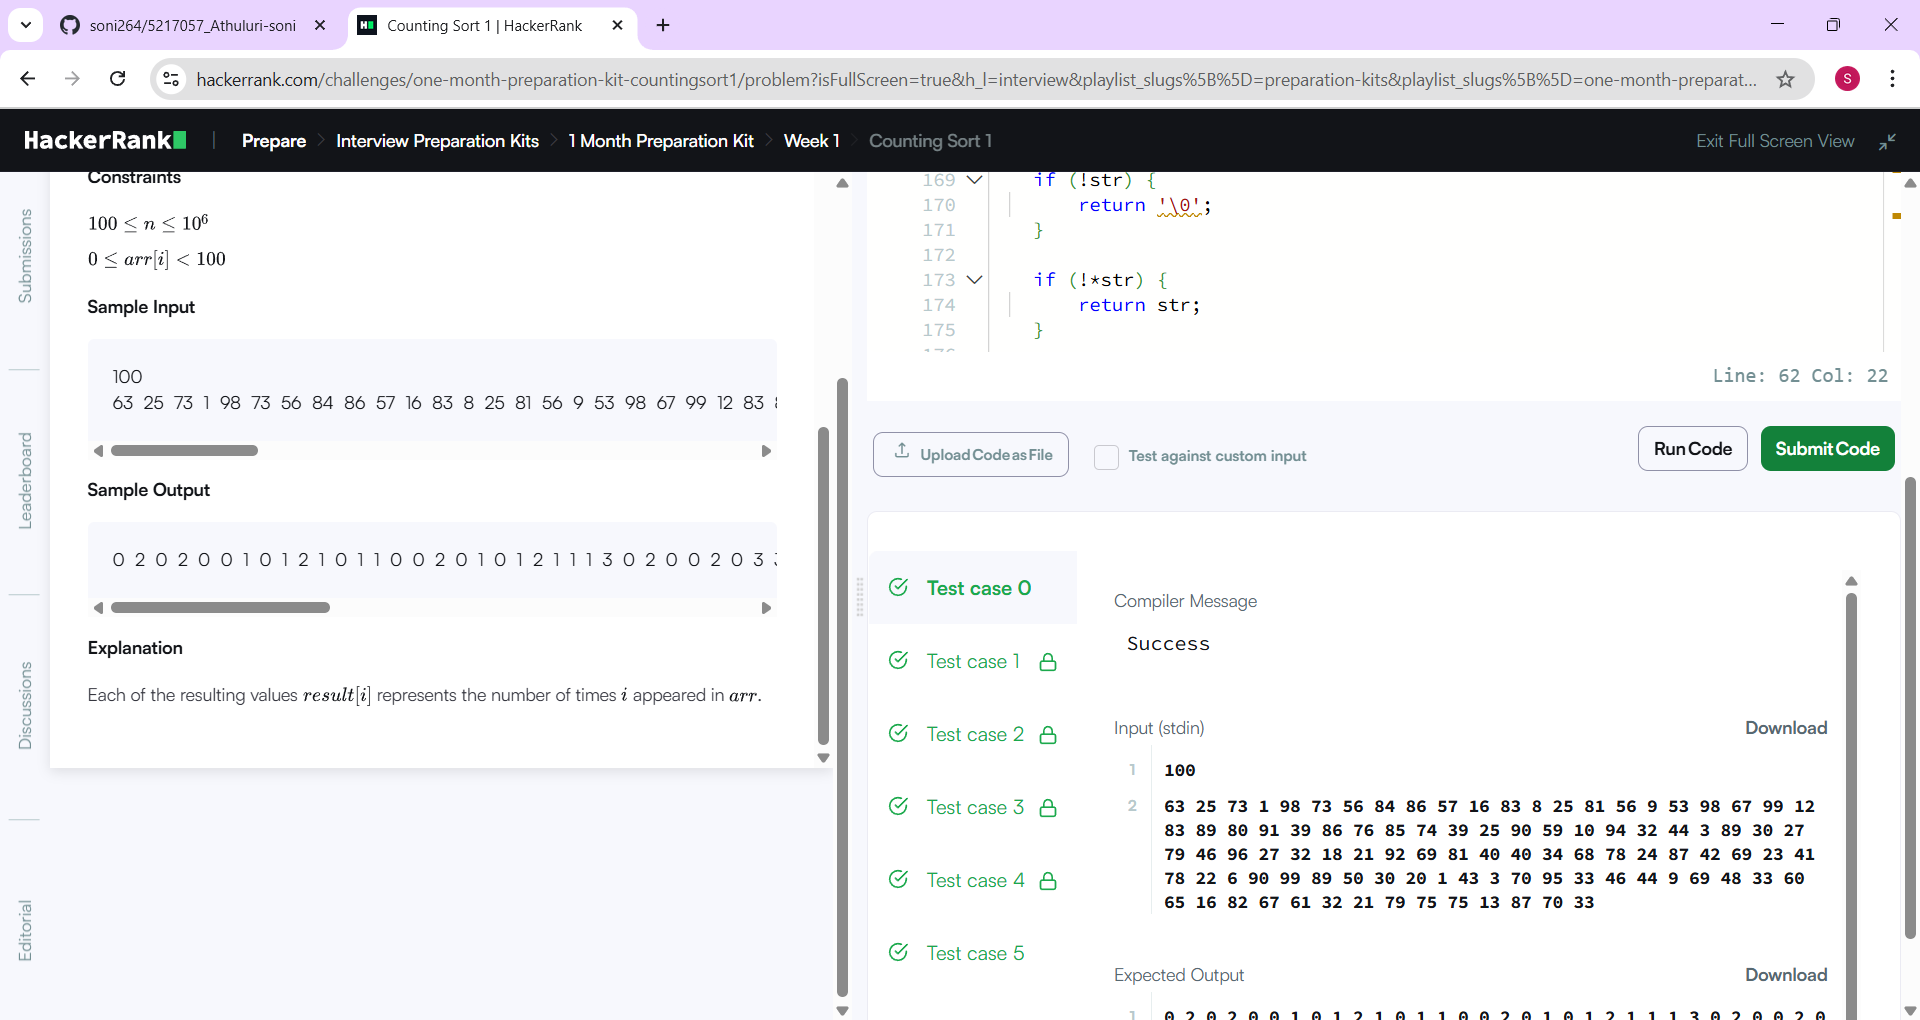 soni264/5217057_Athuluri-soni
Counting Sort 1 | HackerRank
hackerrank.com/challenges/one-month-preparation-kit-countingsort1/problem?isFullScreen=true&h_l=interview&playlist_slugs%5B%5D=preparation-kits&playlist_slugs%5B%5D=one-month-preparat...
S
HackerRank
Prepare
Interview Preparation Kits
1 Month Preparation Kit
Week 1
Counting Sort 1
Exit Full Screen View
Submissions
Leaderboard
Discussions
Editorial
Constraints
100 ≤ n ≤ 10⁶
0 ≤ arr[i] < 100
Sample Input
100
63 25 73 1 98 73 56 84 86 57 16 83 8 25 81 56 9 53 98 67 99 12 83
Sample Output
0 2 0 2 0 0 1 0 1 2 1 0 1 1 0 0 2 0 1 0 1 2 1 1 1 3 0 2 0 0 2 0 3
Explanation
Each of the resulting values result[i] represents the number of times i appeared in arr.
169 if (!str) {
170 return '\0';
171 }
172
173 if (!*str) {
174 return str;
175 }
Line: 62 Col: 22
Upload Code as File
Test against custom input
Run Code
Submit Code
Test case 0
Test case 1
Test case 2
Test case 3
Test case 4
Test case 5
Compiler Message
Success
Input (stdin)
Download
1 100
2 63 25 73 1 98 73 56 84 86 57 16 83 8 25 81 56 9 53 98 67 99 12
83 89 80 91 39 86 76 85 74 39 25 90 59 10 94 32 44 3 89 30 27
79 46 96 27 32 18 21 92 69 81 40 40 34 68 78 24 87 42 69 23 41
78 22 6 90 99 89 50 30 20 1 43 3 70 95 33 46 44 9 69 48 33 60
65 16 82 67 61 32 21 79 75 75 13 87 70 33
Expected Output
Download
1 0 2 0 2 0 0 1 0 1 2 1 0 1 1 0 0 2 0 1 0 1 2 1 1 1 3 0 2 0 0 2 0